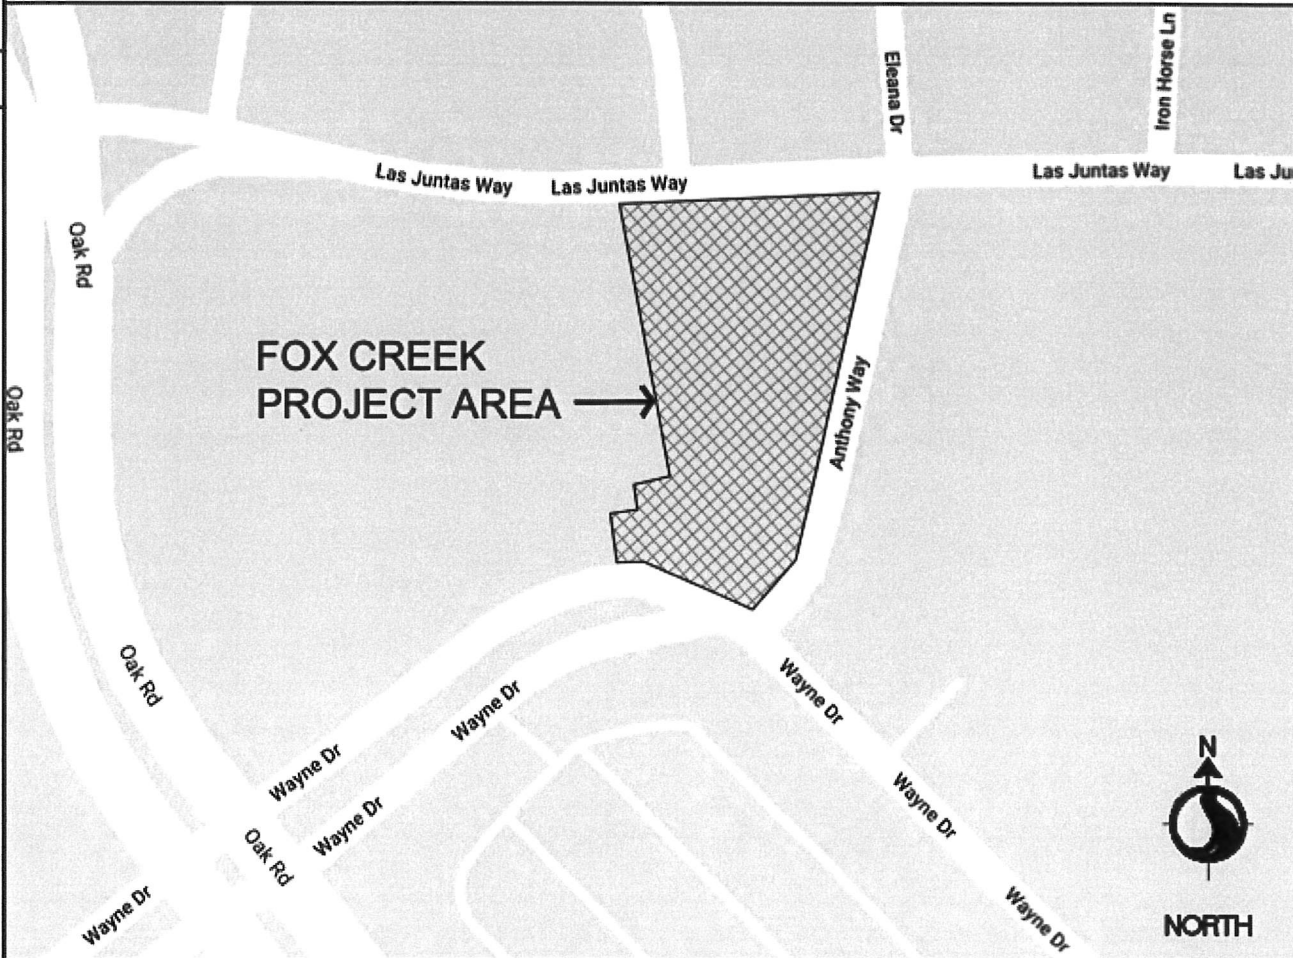 Eleana Dr
Iron Horse Ln
Las Juntas Way
Las Juntas Way
Las Juntas Way
Las Ju
Oak Rd
FOX CREEK
PROJECT AREA
Oak Rd
Anthony Way
Oak Rd
Wayne Dr
Wayne Dr
Wayne Dr
Wayne Dr
Wayne Dr
Oak Rd
Wayne Dr
Wayne Dr
N
NORTH